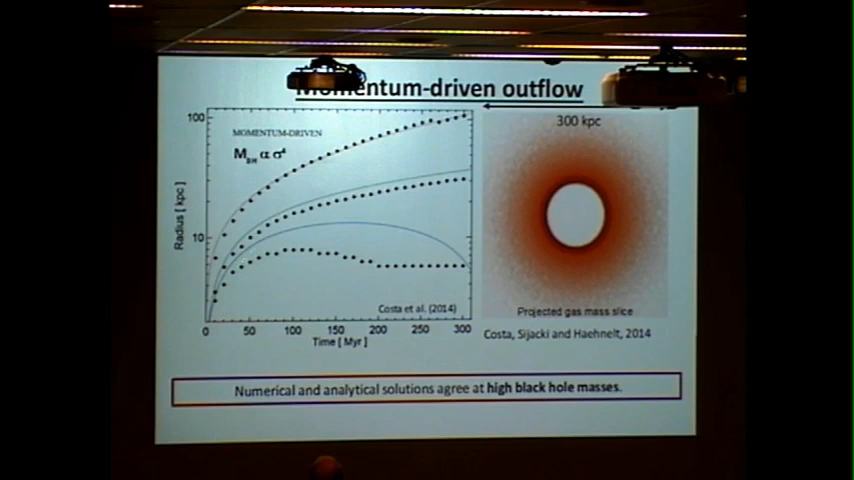 Momentum-driven outflow
100
MOMENTUM-DRIVEN
M_BH α σ^4
Radius [ kpc ]
10
Costa et al. (2014)
0 50 100 150 200 250 300
Time [ Myr ]
300 kpc
Projected gas mass slice
Costa, Sijacki and Haehnelt, 2014
Numerical and analytical solutions agree at high black hole masses.